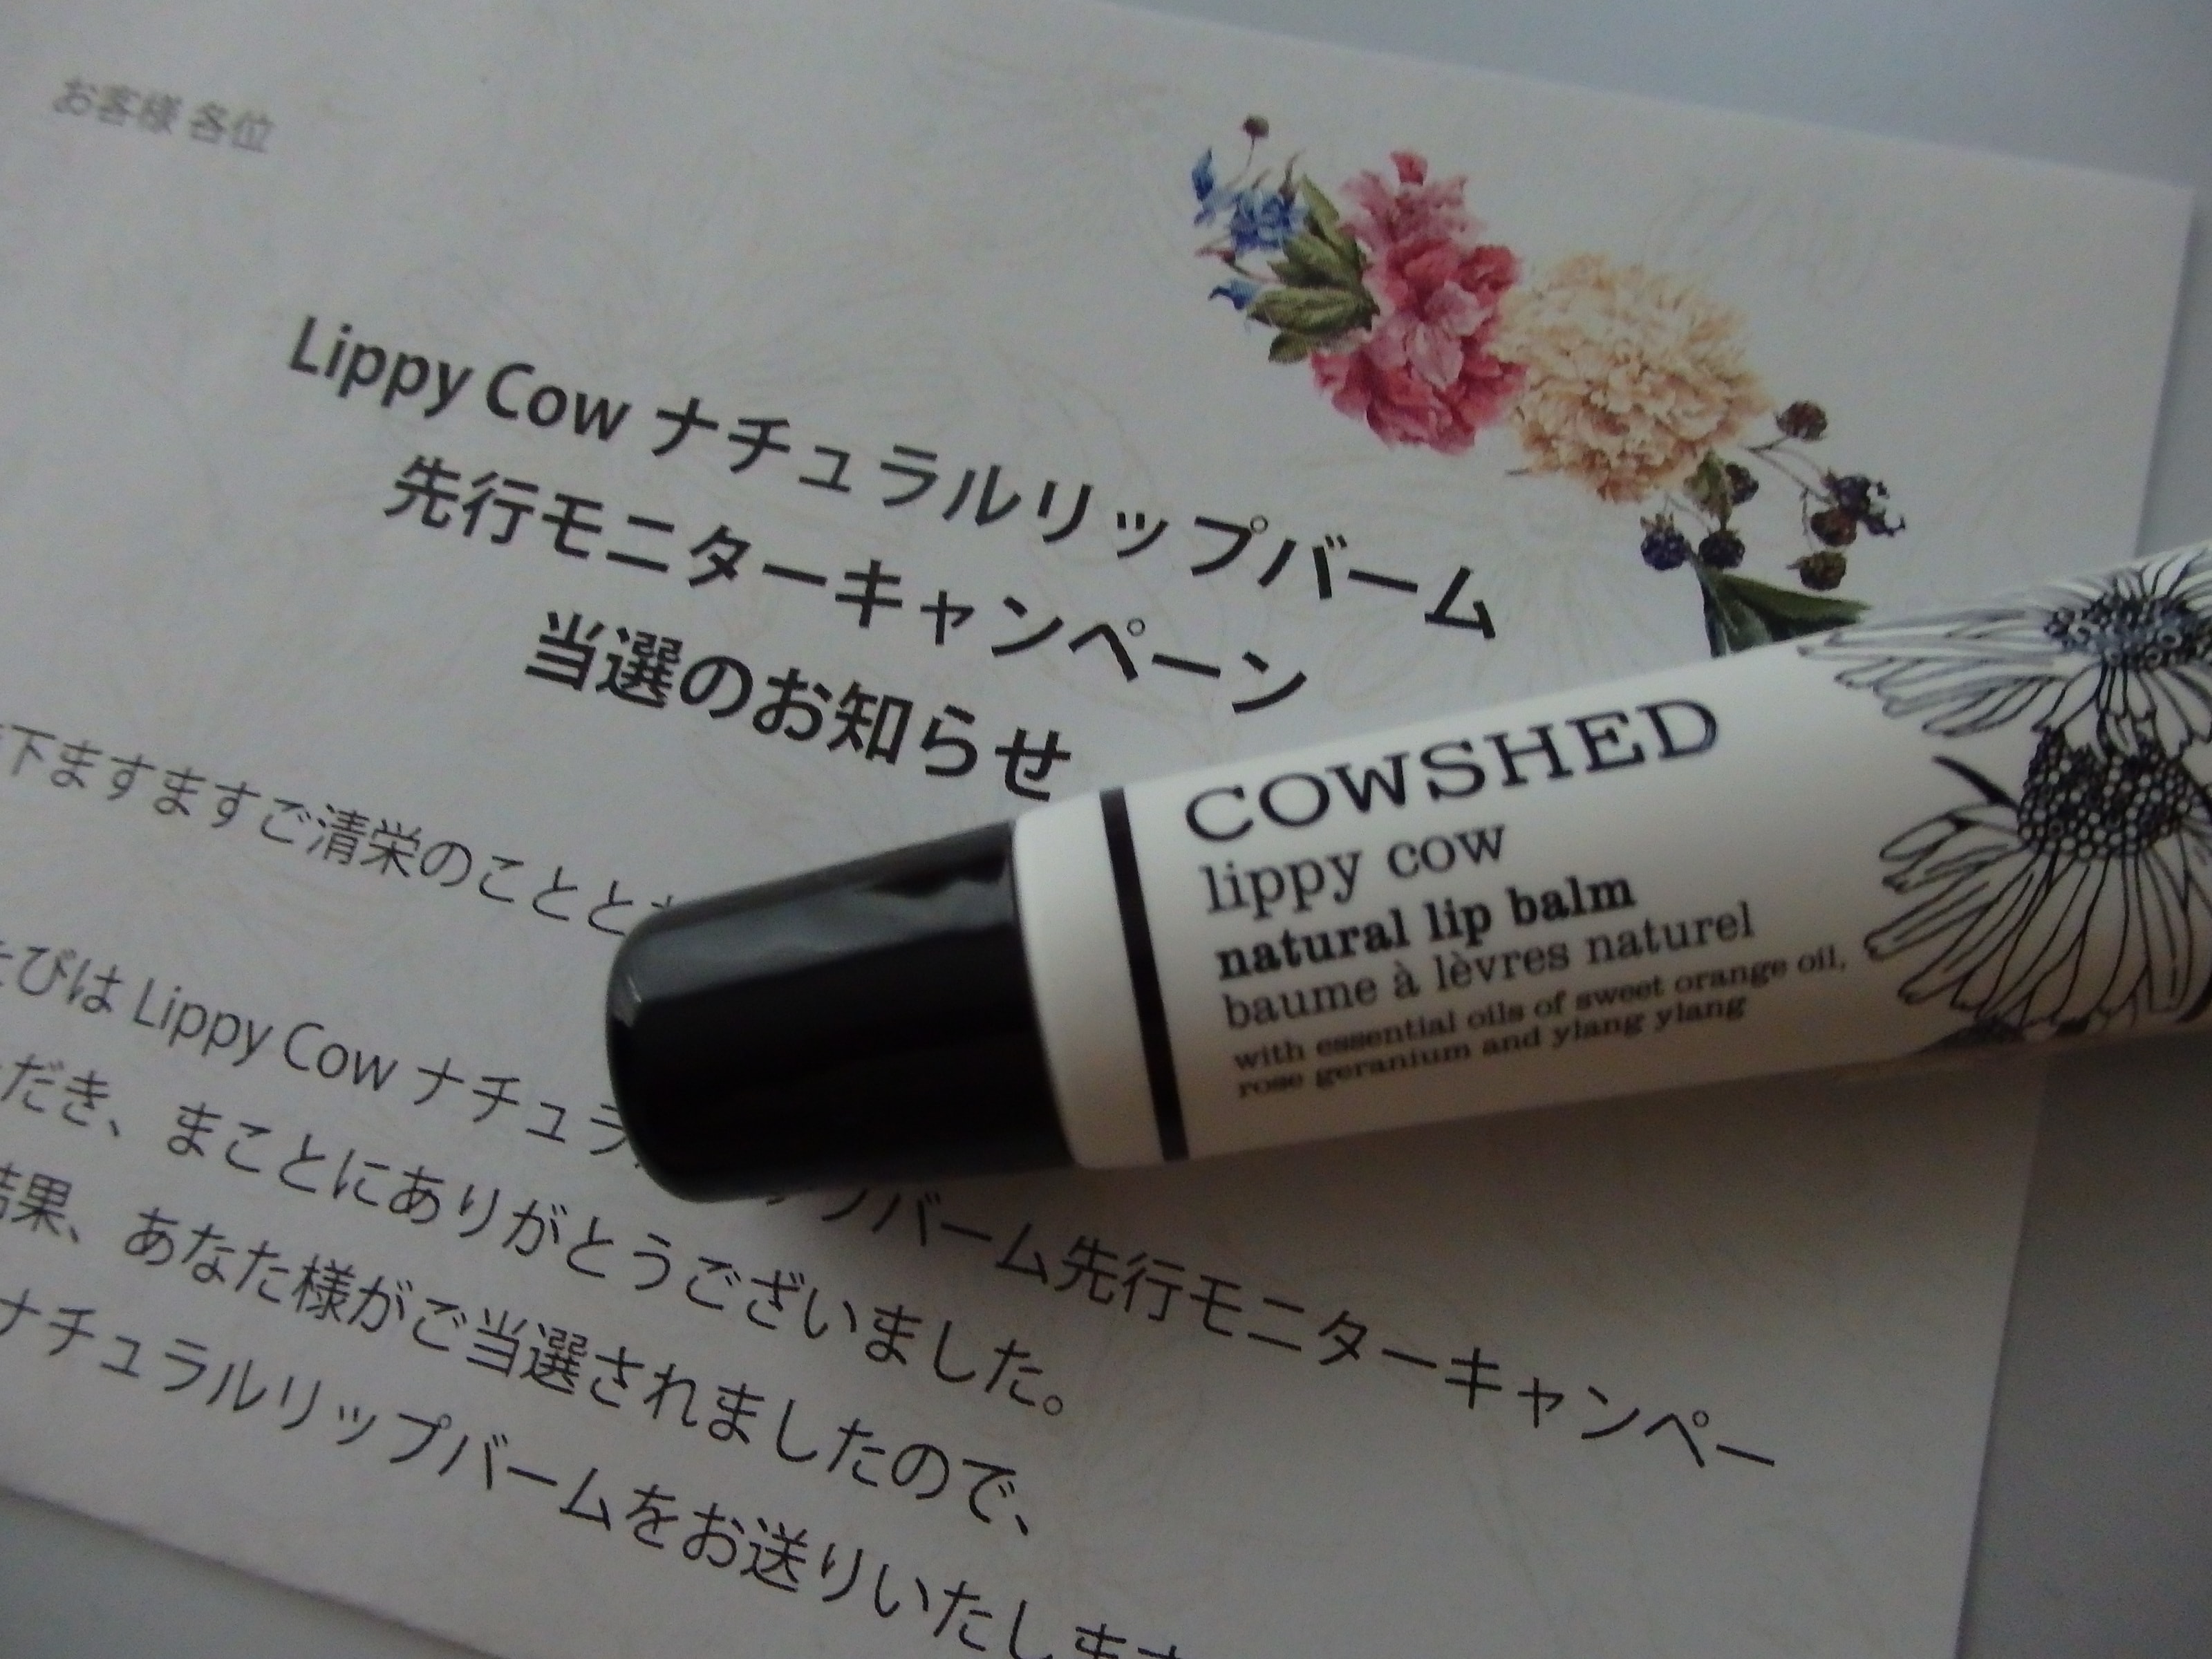 お客様 各位
Lippy Cow ナチュラルリップバーム
先行モニターキャンペーン
当選のお知らせ
下ますますご清栄のことと
たびは Lippy Cow ナチュラ
ップバーム先行モニターキャンペー
ただき、まことにありがとうございました。
結果、あなた様がご当選されましたので、
ナチュラルリップバームをお送りいたします
COWSHED
lippy cow
natural lip balm
baume à lèvres naturel
with essential oils of sweet orange oil,
rose geranium and ylang ylang